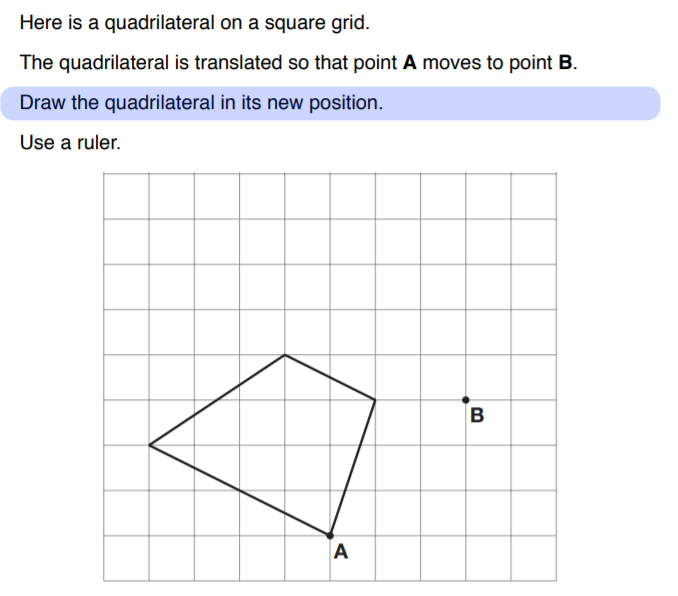 Here is a quadrilateral on a square grid.
The quadrilateral is translated so that point A moves to point B.
Draw the quadrilateral in its new position.
Use a ruler.
B
A